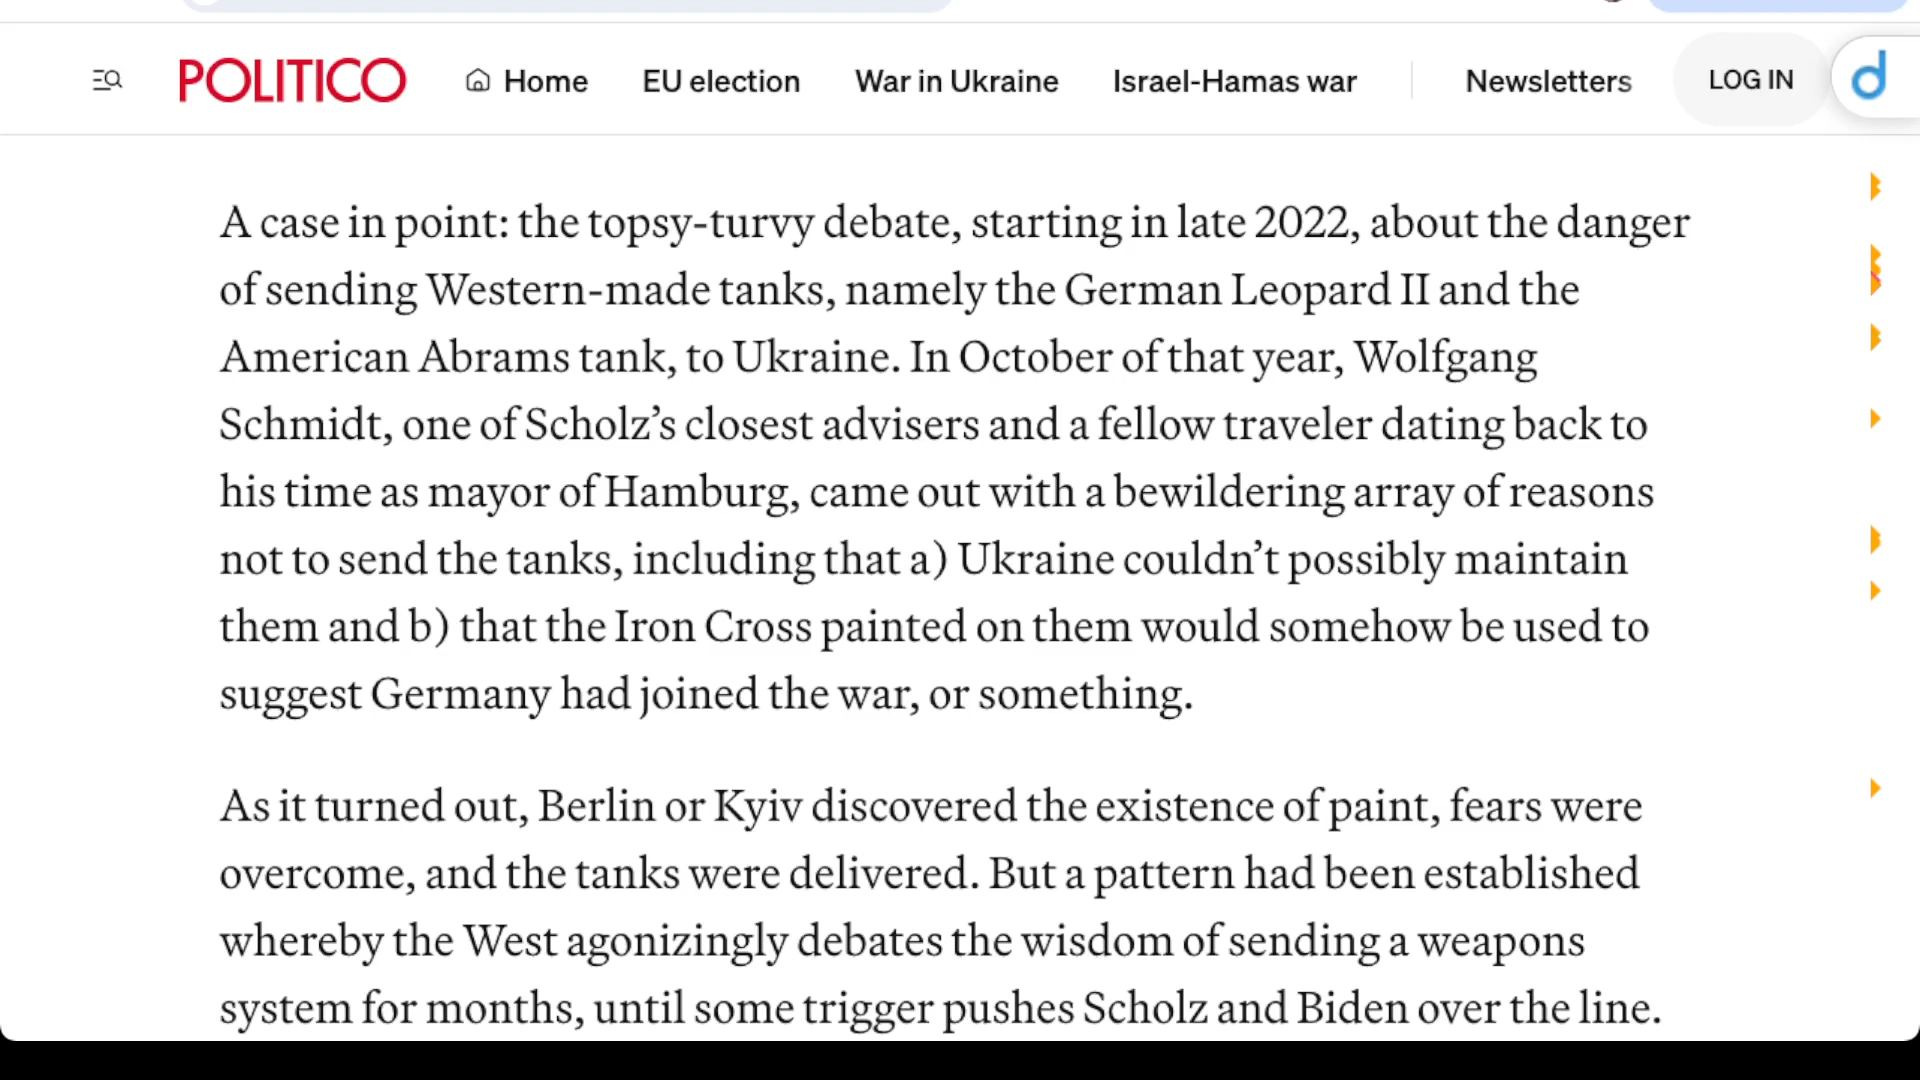 POLITICO
Home
EU election
War in Ukraine
Israel-Hamas war
Newsletters
LOG IN
A case in point: the topsy-turvy debate, starting in late 2022, about the danger
of sending Western-made tanks, namely the German Leopard II and the
American Abrams tank, to Ukraine. In October of that year, Wolfgang
Schmidt, one of Scholz’s closest advisers and a fellow traveler dating back to
his time as mayor of Hamburg, came out with a bewildering array of reasons
not to send the tanks, including that a) Ukraine couldn’t possibly maintain
them and b) that the Iron Cross painted on them would somehow be used to
suggest Germany had joined the war, or something.
As it turned out, Berlin or Kyiv discovered the existence of paint, fears were
overcome, and the tanks were delivered. But a pattern had been established
whereby the West agonizingly debates the wisdom of sending a weapons
system for months, until some trigger pushes Scholz and Biden over the line.